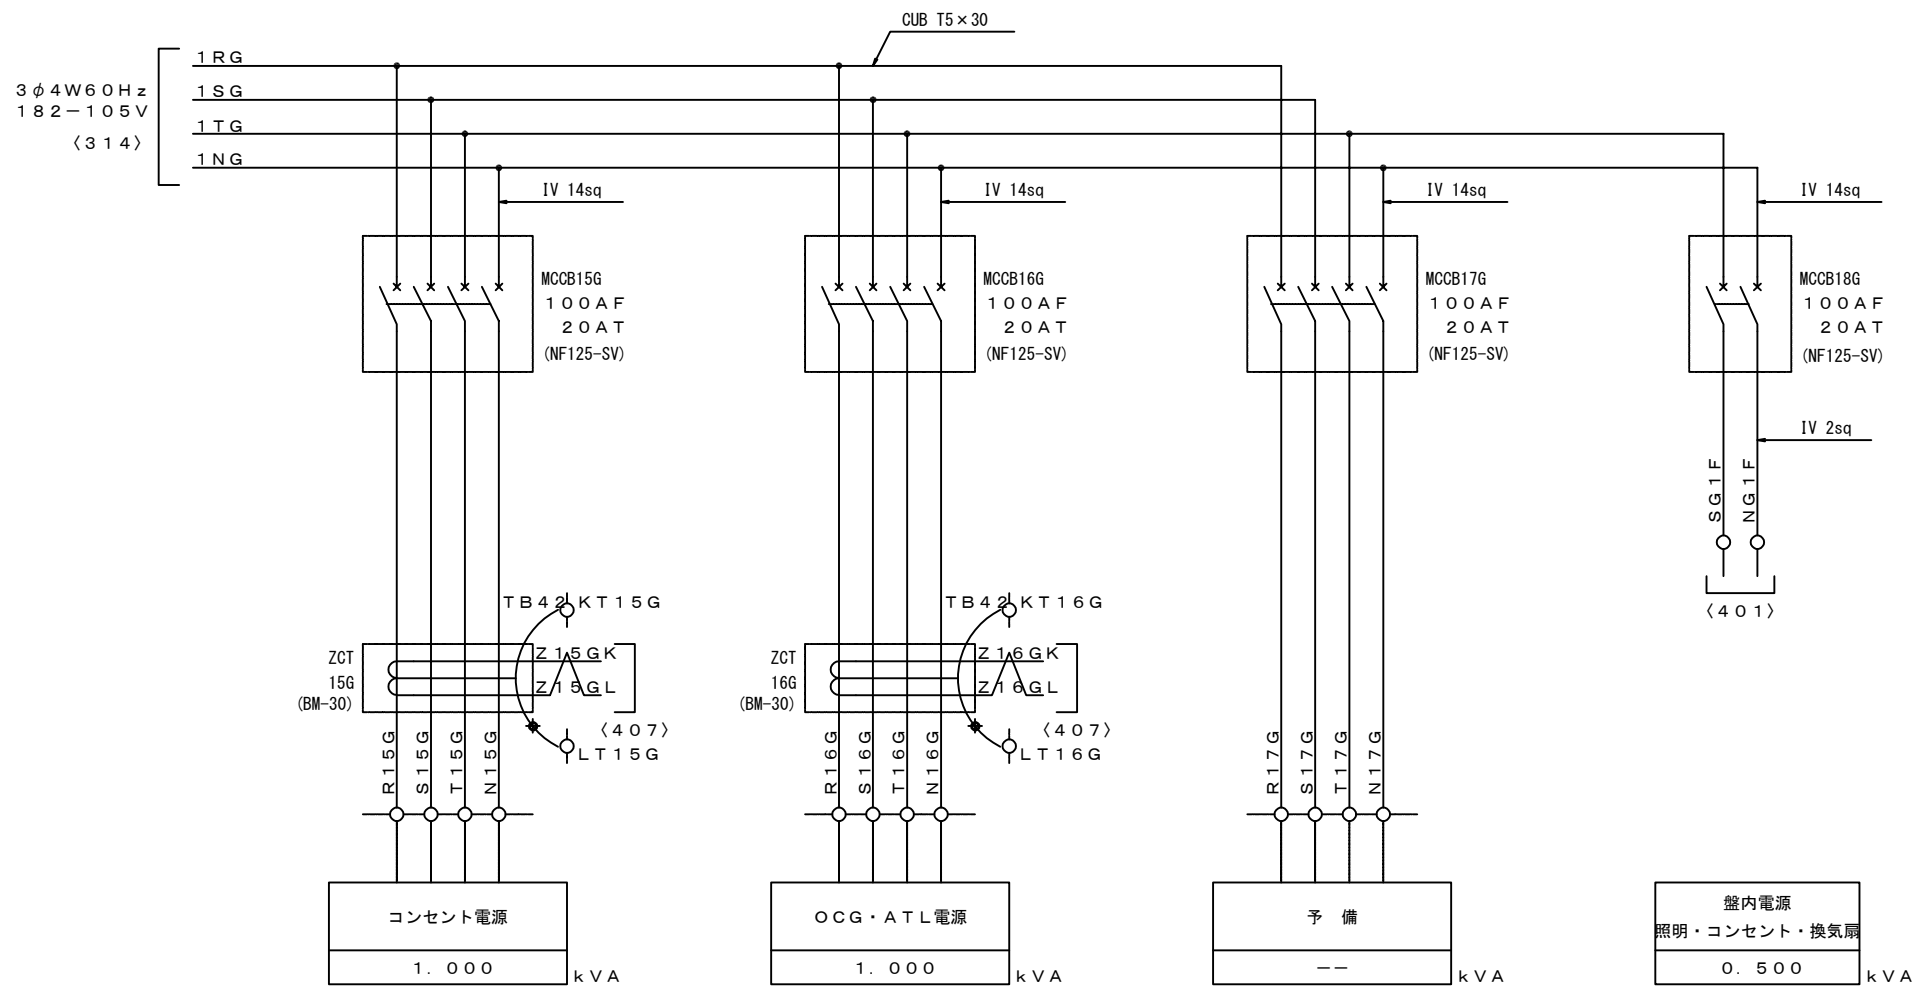 CUB T5×30
3φ4W60Hz
182-105V
〈314〉
1RG
1SG
1TG
1NG
IV 14sq
IV 14sq
IV 14sq
IV 14sq
MCCB15G
100AF
20AT
(NF125-SV)
MCCB16G
100AF
20AT
(NF125-SV)
MCCB17G
100AF
20AT
(NF125-SV)
MCCB18G
100AF
20AT
(NF125-SV)
IV 2sq
SG1F
NG1F
〈401〉
TB42
KT15G
ZCT
15G
(BM-30)
Z15GK
Z15GL
〈407〉
LT15G
TB42
KT16G
ZCT
16G
(BM-30)
Z16GK
Z16GL
〈407〉
LT16G
R15G
S15G
T15G
N15G
R16G
S16G
T16G
N16G
R17G
S17G
T17G
N17G
コンセント電源
1.000
kVA
OCG・ATL電源
1.000
kVA
予 備
--
kVA
盤内電源
照明・コンセント・換気扇
0.500
kVA